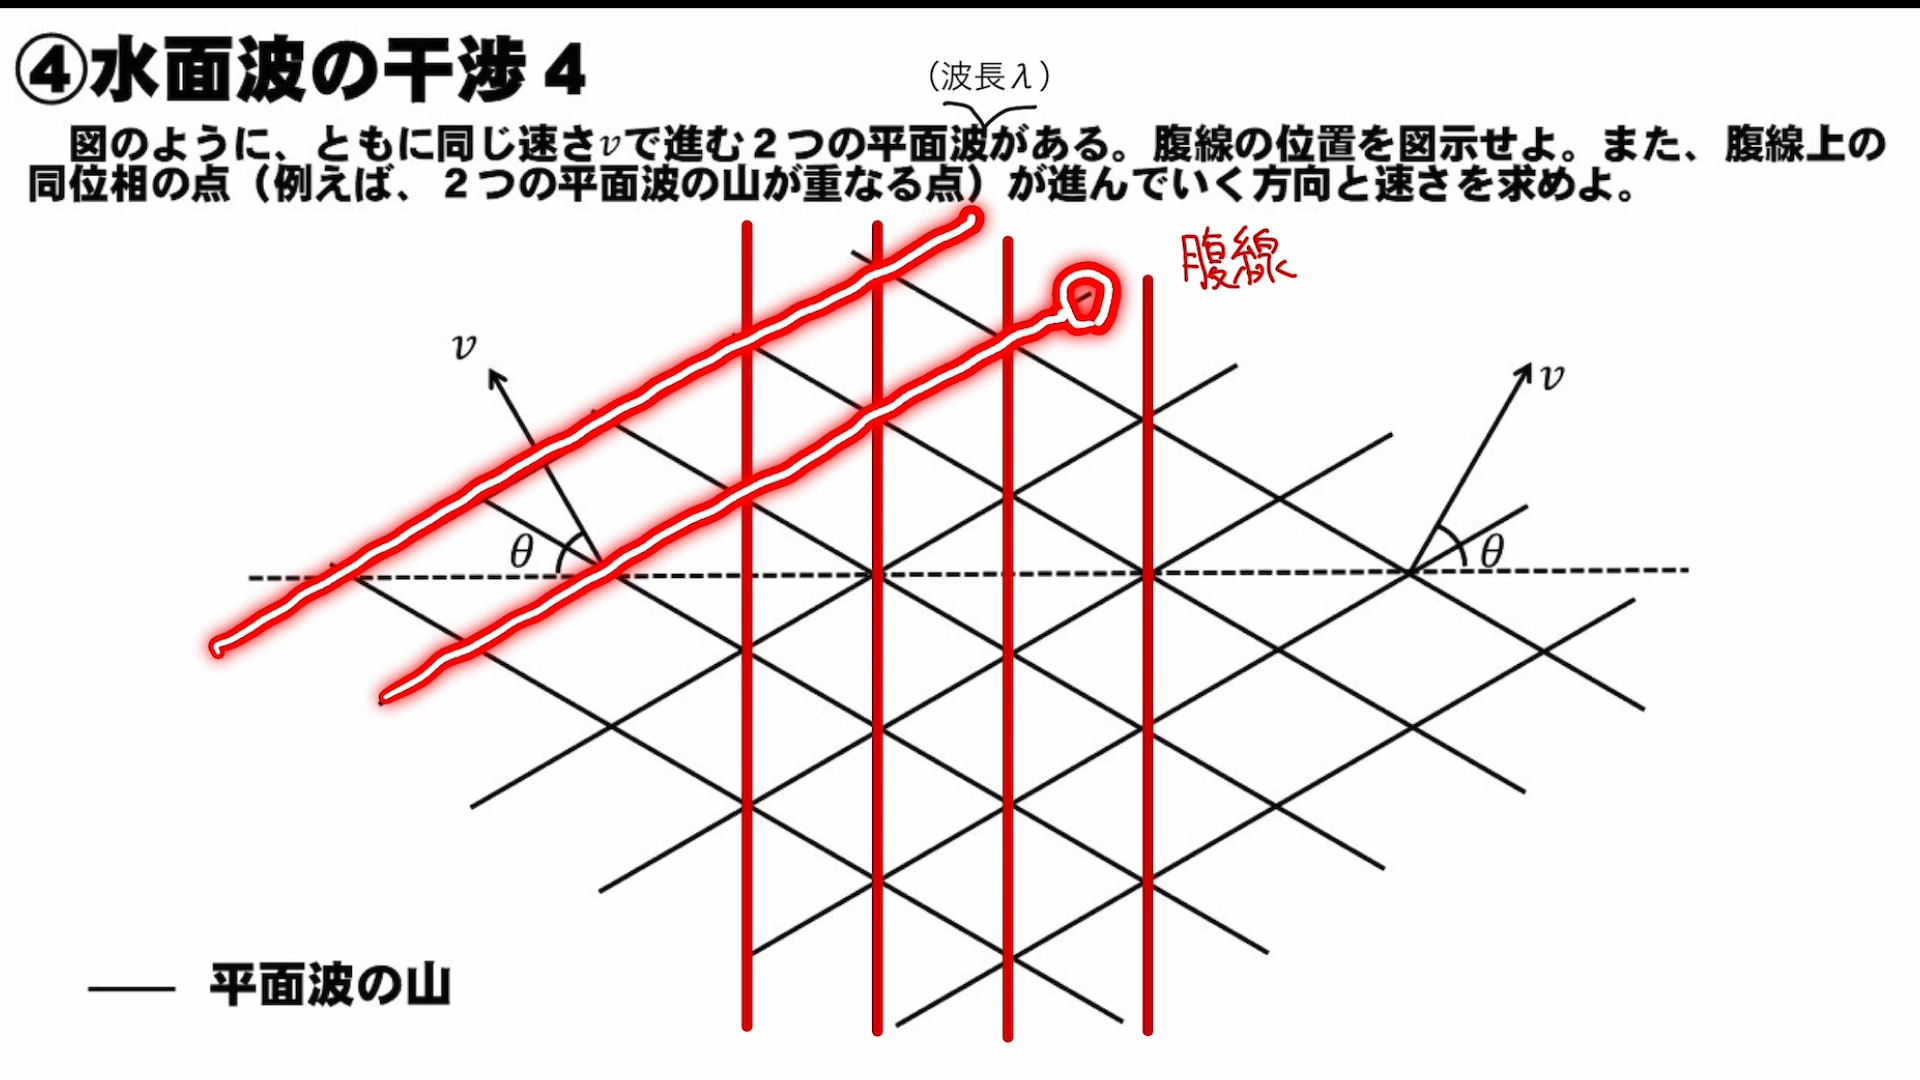 ④水面波の干渉4
(波長λ)
図のように、ともに同じ速さvで進む2つの平面波がある。腹線の位置を図示せよ。また、腹線上の
同位相の点(例えば、2つの平面波の山が重なる点)が進んでいく方向と速さを求めよ。
腹線
v
v
θ
θ
平面波の山